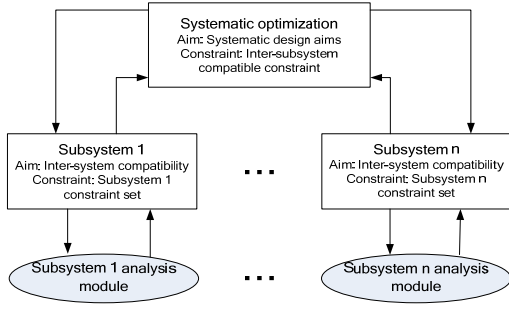 Systematic optimization
Aim: Systematic design aims
Constraint: Inter-subsystem
compatible constraint
Subsystem 1
Aim: Inter-system compatibility
Constraint: Subsystem 1
constraint set
...
Subsystem n
Aim: Inter-system compatibility
Constraint: Subsystem n
constraint set
Subsystem 1 analysis
module
...
Subsystem n analysis
module